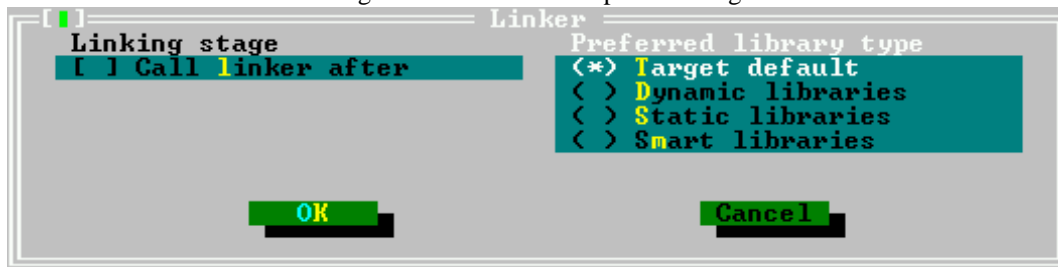 Linker
Linking stage
[ ] Call linker after
Preferred library type
(*) Target default
( ) Dynamic libraries
( ) Static libraries
( ) Smart libraries
OK
Cancel